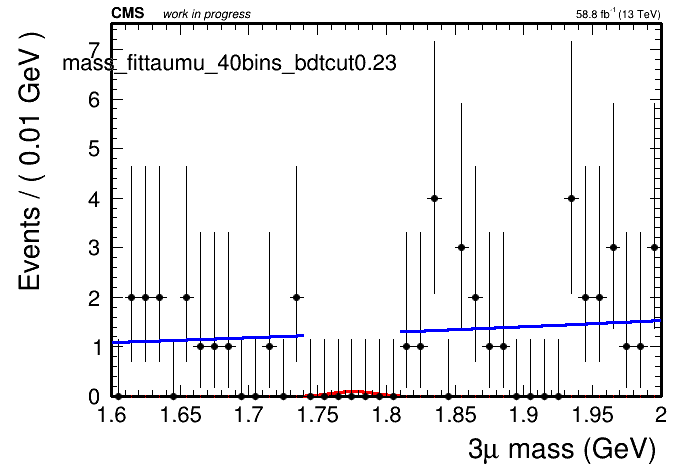 CMS work in progress 58.8 fb⁻¹ (13 TeV)
mass_fittaumu_40bins_bdtcut0.23
Events / ( 0.01 GeV )
7
6
5
4
3
2
1
0
1.6 1.65 1.7 1.75 1.8 1.85 1.9 1.95 2
3μ mass (GeV)